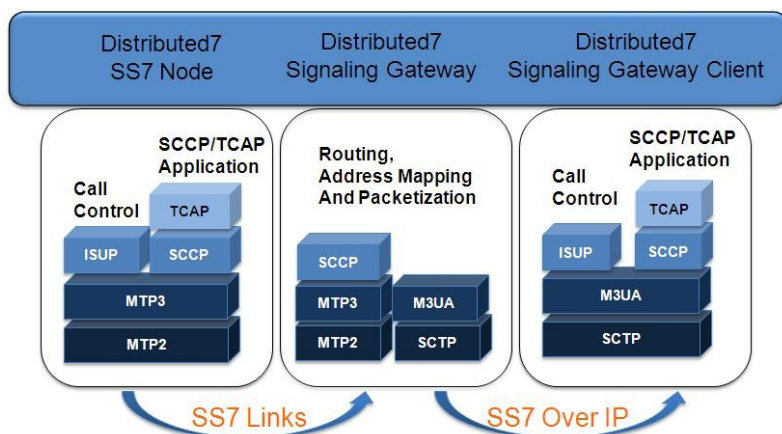 Distributed7
SS7 Node
Distributed7
Signaling Gateway
Distributed7
Signaling Gateway Client
SCCP/TCAP
Application
Call
Control
TCAP
ISUP
SCCP
MTP3
MTP2
Routing,
Address Mapping
And Packetization
SCCP
MTP3
M3UA
MTP2
SCTP
SCCP/TCAP
Application
Call
Control
TCAP
ISUP
SCCP
M3UA
SCTP
SS7 Links
SS7 Over IP